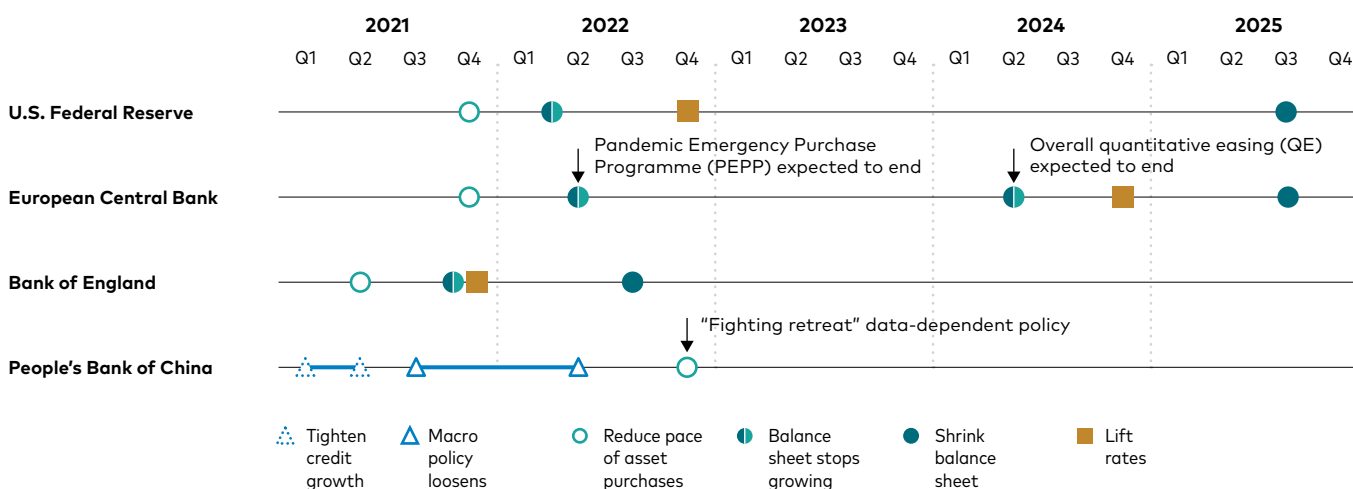 2021 2022 2023 2024 2025
Q1 Q2 Q3 Q4 Q1 Q2 Q3 Q4 Q1 Q2 Q3 Q4 Q1 Q2 Q3 Q4 Q1 Q2 Q3 Q4
U.S. Federal Reserve
Pandemic Emergency Purchase
Programme (PEPP) expected to end
Overall quantitative easing (QE)
expected to end
European Central Bank
Bank of England
“Fighting retreat” data-dependent policy
People’s Bank of China
Tighten
credit
growth
Macro
policy
loosens
Reduce pace
of asset
purchases
Balance
sheet stops
growing
Shrink
balance
sheet
Lift
rates